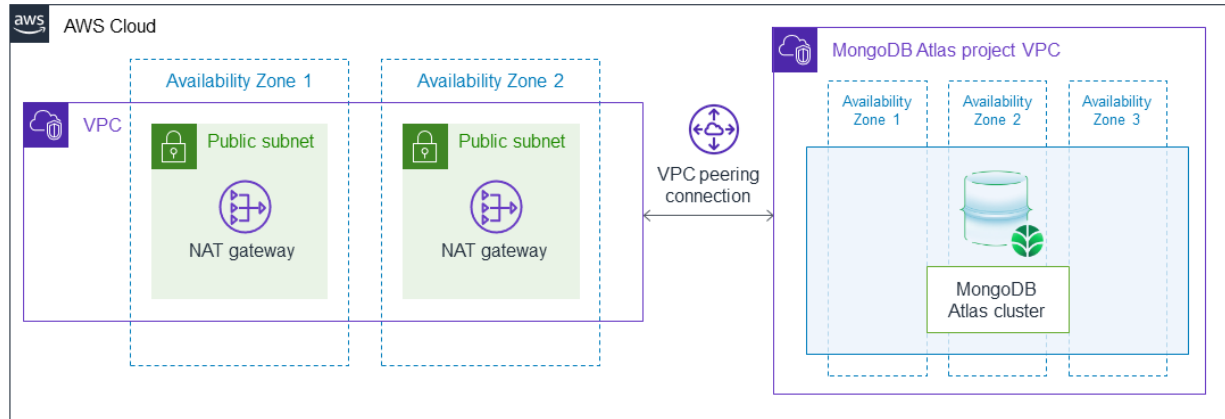 aws
AWS Cloud
Availability Zone 1
Availability Zone 2
VPC
Public subnet
Public subnet
NAT gateway
NAT gateway
VPC peering
connection
MongoDB Atlas project VPC
Availability
Zone 1
Availability
Zone 2
Availability
Zone 3
MongoDB
Atlas cluster